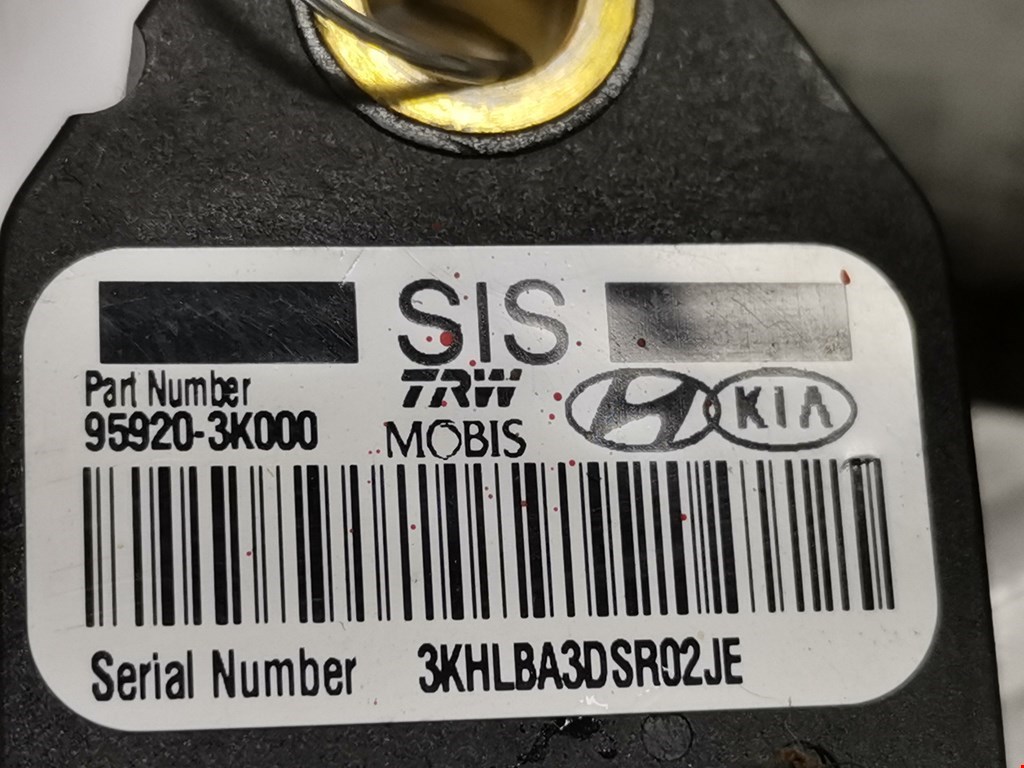 SIS
TRW
Part Number
95920-3K000
MOBIS
KIA
Serial Number 3KHLBA3DSR02JE